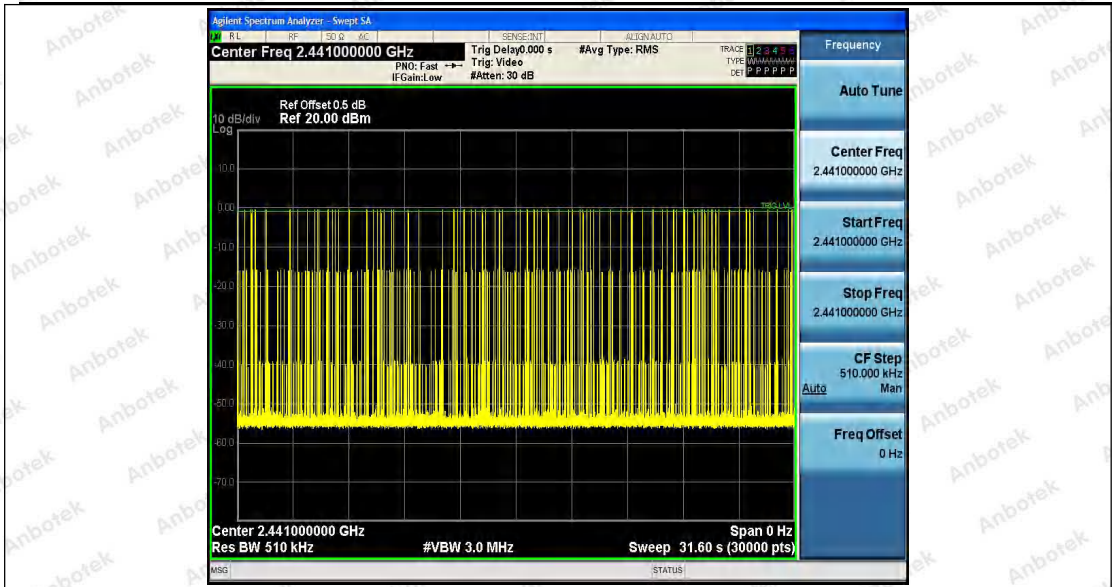 Agilent Spectrum Analyzer - Swept SA
RL RF 50 Ω AC SENSE:INT ALIGN AUTO
Center Freq 2.441000000 GHz
PNO: Fast
IFGain:Low
Trig Delay0.000 s
Trig: Video
#Atten: 30 dB
#Avg Type: RMS
TRACE 1 2 3 4 5 6
TYPE
DET P P P P P P
10 dB/div
Log
Ref Offset 0.5 dB
Ref 20.00 dBm
10.0
0.00
TRIG LVL
-10.0
-20.0
-30.0
-40.0
-50.0
-60.0
-70.0
Center 2.441000000 GHz
Span 0 Hz
Res BW 510 kHz
#VBW 3.0 MHz
Sweep 31.60 s (30000 pts)
MSG
STATUS
Frequency
Auto Tune
Center Freq
2.441000000 GHz
Start Freq
2.441000000 GHz
Stop Freq
2.441000000 GHz
CF Step
510.000 kHz
Auto Man
Freq Offset
0 Hz
Anbotek